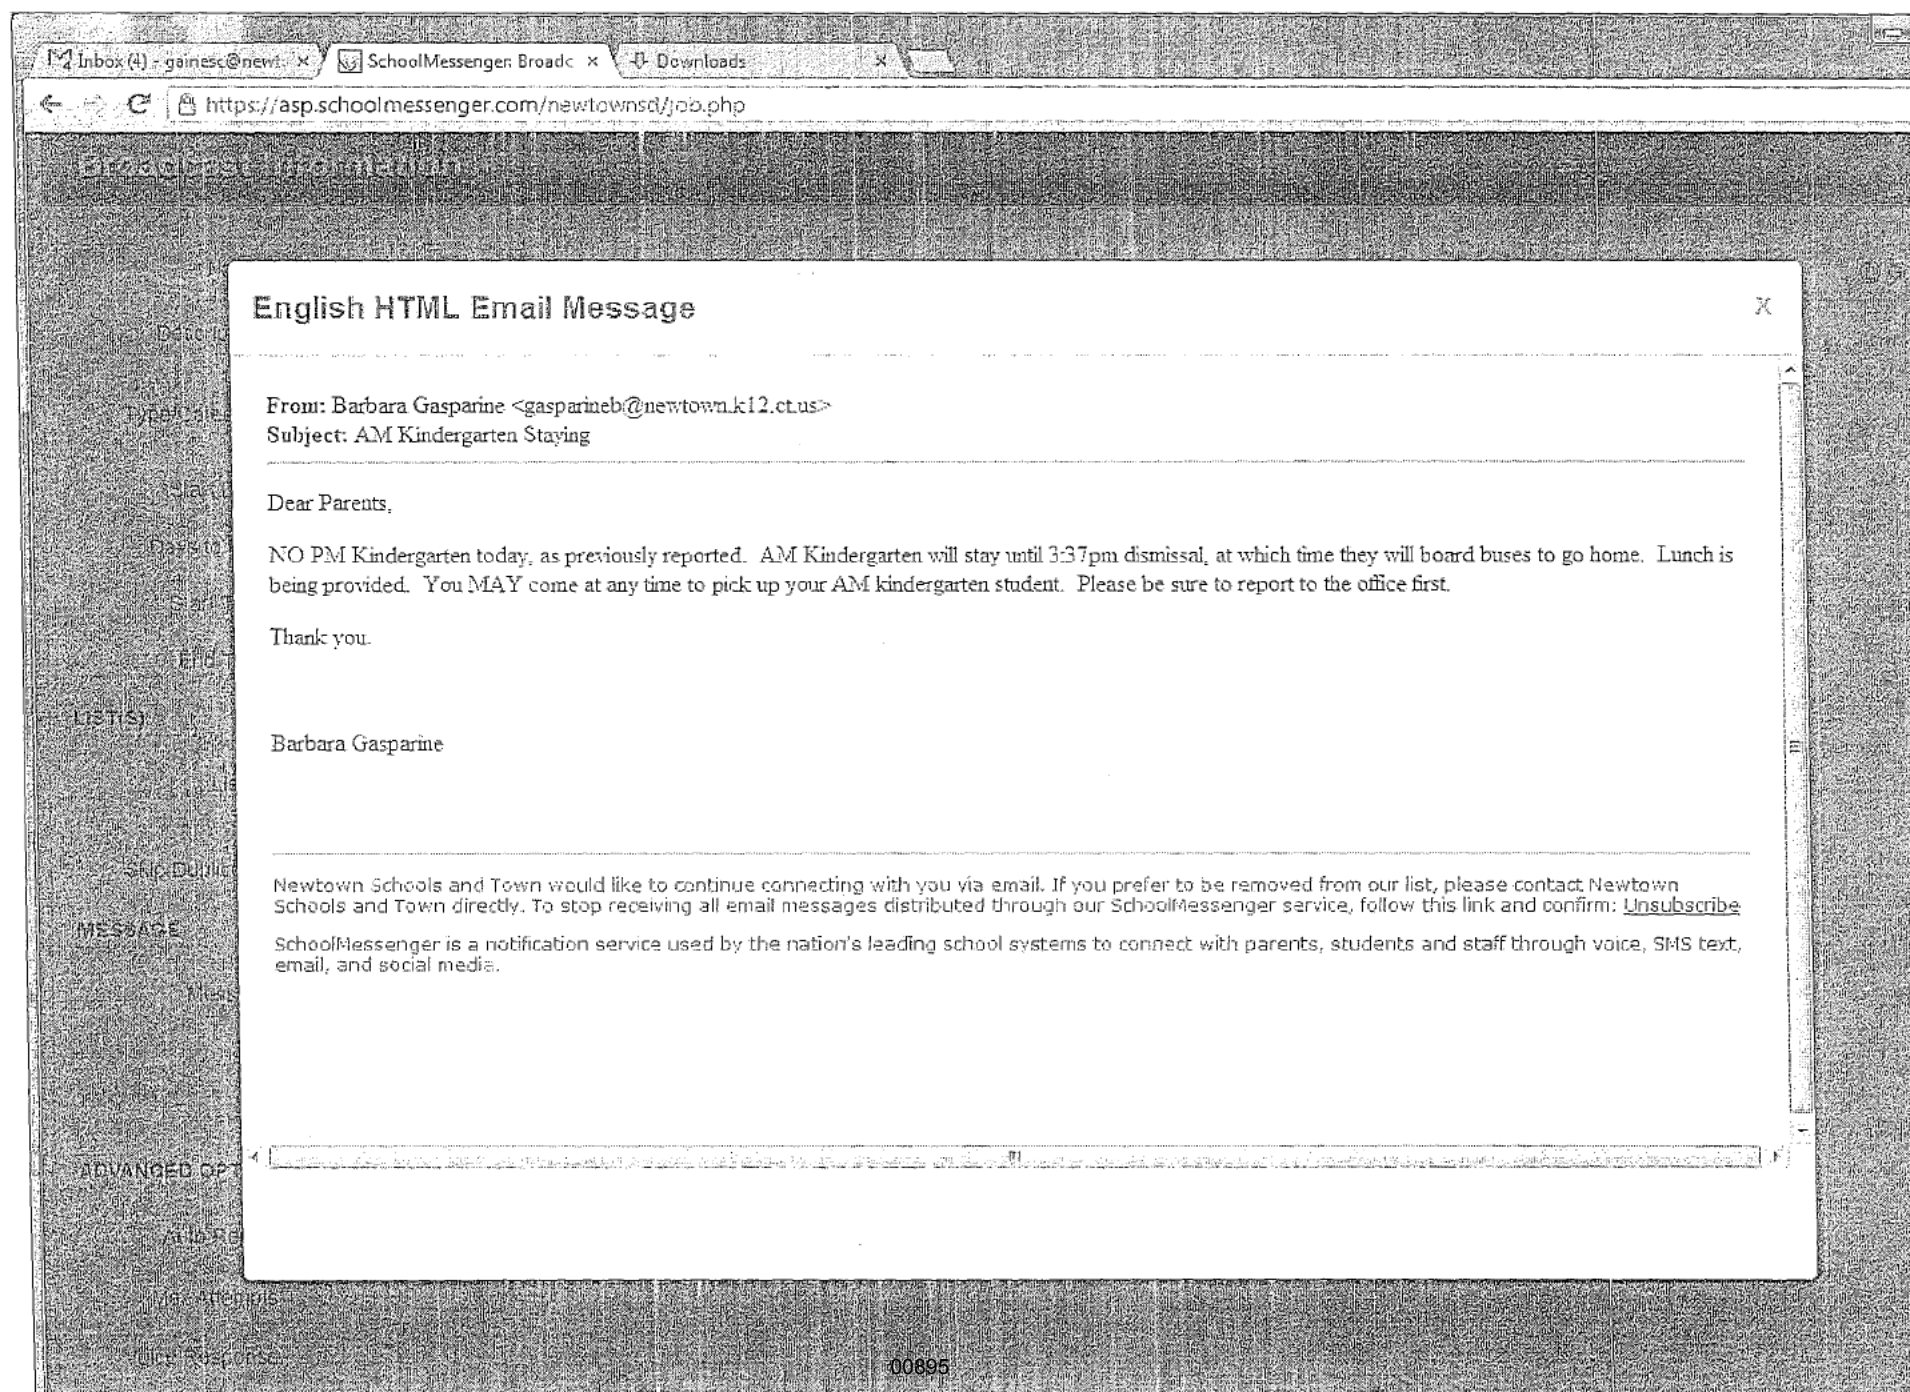 Inbox (4) - gainesc@newt. ×
SchoolMessenger: Broadc ×
Downloads ×
https://asp.schoolmessenger.com/newtownsd/job.php
Broadcast Information
English HTML Email Message X
From: Barbara Gasparine <gasparineb@newtown.k12.ct.us>
Subject: AM Kindergarten Staying
Dear Parents,
NO PM Kindergarten today, as previously reported. AM Kindergarten will stay until 3:37pm dismissal, at which time they will board buses to go home. Lunch is
being provided. You MAY come at any time to pick up your AM kindergarten student. Please be sure to report to the office first.
Thank you.
Barbara Gasparine
Newtown Schools and Town would like to continue connecting with you via email. If you prefer to be removed from our list, please contact Newtown
Schools and Town directly. To stop receiving all email messages distributed through our SchoolMessenger service, follow this link and confirm: Unsubscribe
SchoolMessenger is a notification service used by the nation's leading school systems to connect with parents, students and staff through voice, SMS text,
email, and social media.
LIST(S)
Skip Duplic
MESSAGE
ADVANCED OPT
00895